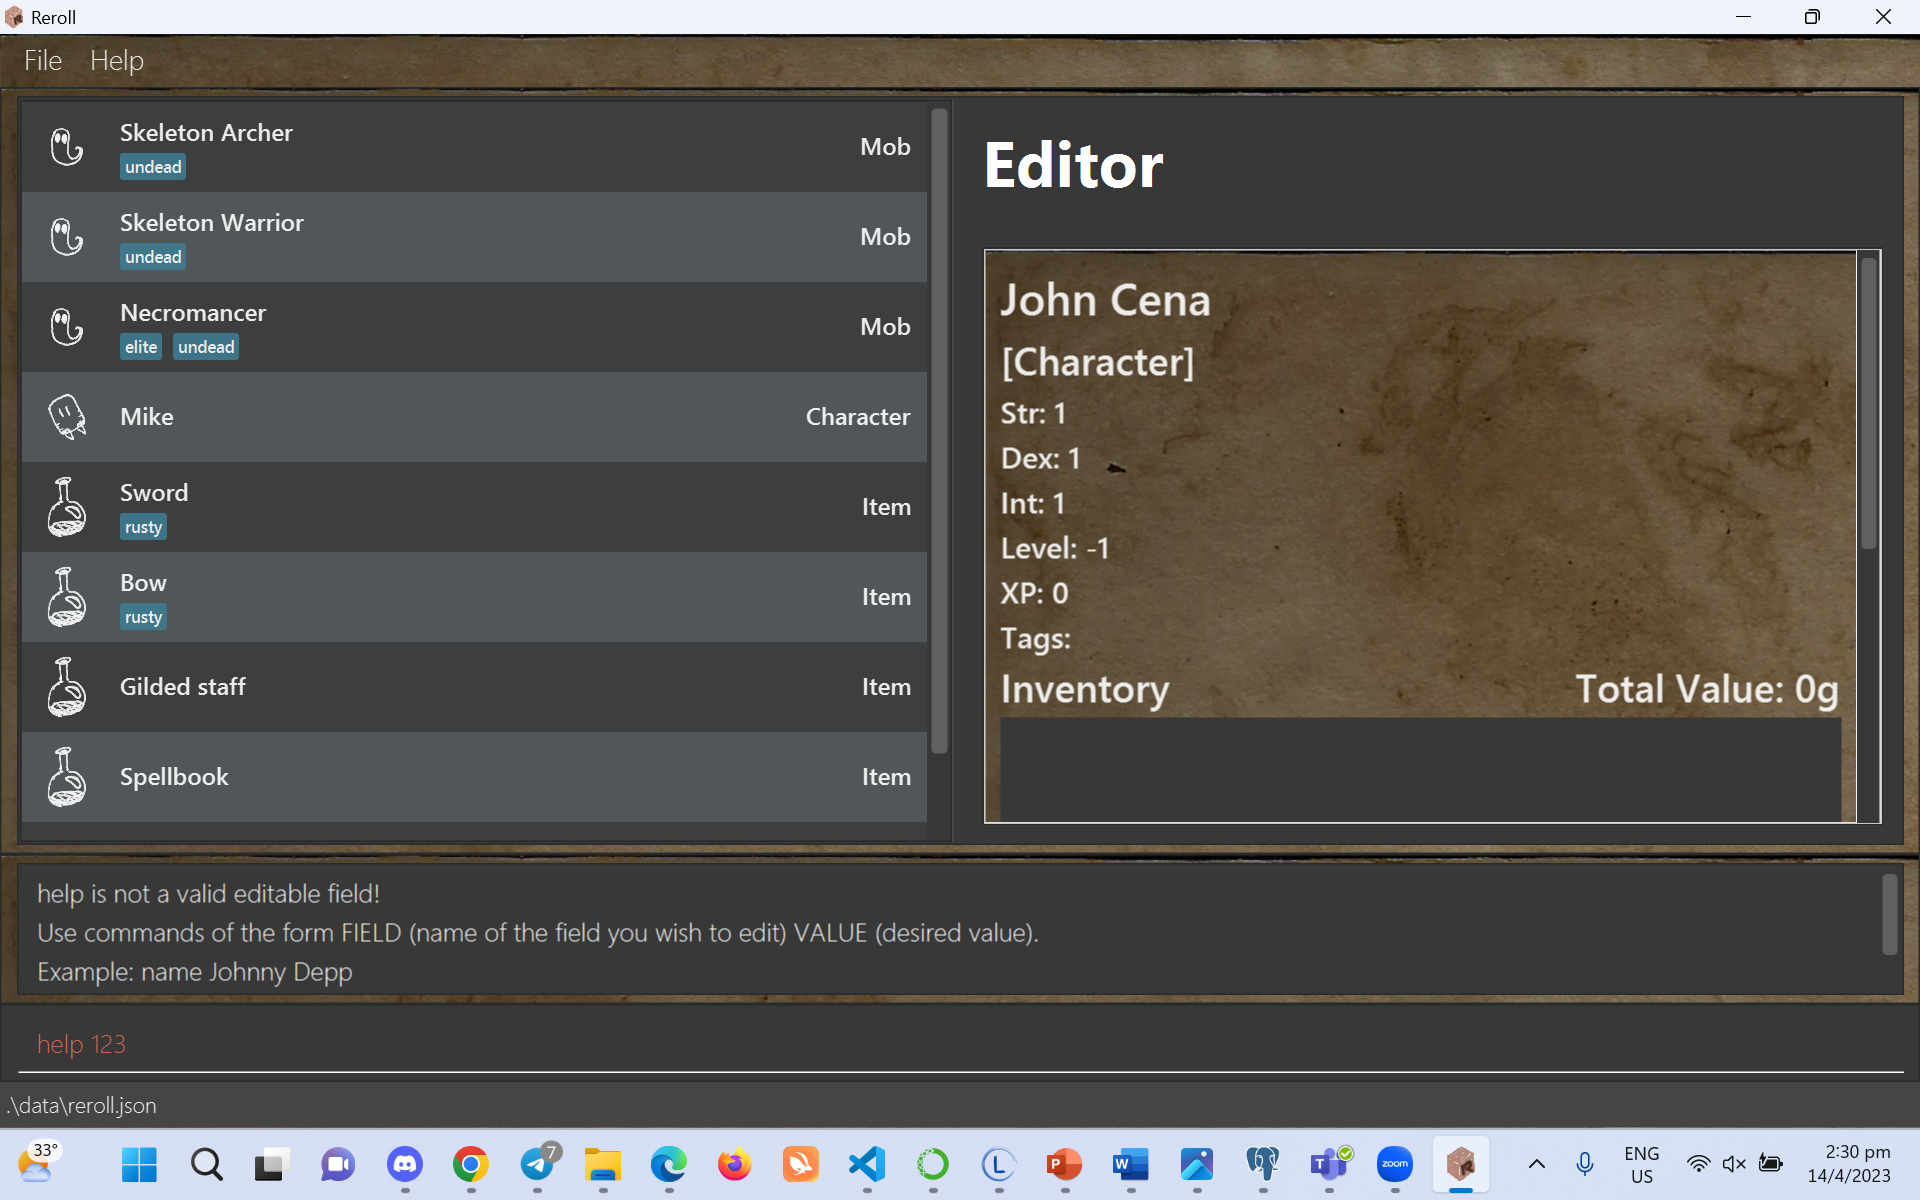 Reroll
File Help
Skeleton Archer
undead
Mob
Skeleton Warrior
undead
Mob
Necromancer
elite undead
Mob
Mike
Character
Sword
rusty
Item
Bow
rusty
Item
Gilded staff
Item
Spellbook
Item
Editor
John Cena
[Character]
Str: 1
Dex: 1
Int: 1
Level: -1
XP: 0
Tags:
Inventory
Total Value: 0g
help is not a valid editable field!
Use commands of the form FIELD (name of the field you wish to edit) VALUE (desired value).
Example: name Johnny Depp
help 123
.\data\reroll.json
33°
7
L
P
W
T
zoom
ENG
US
2:30 pm
14/4/2023